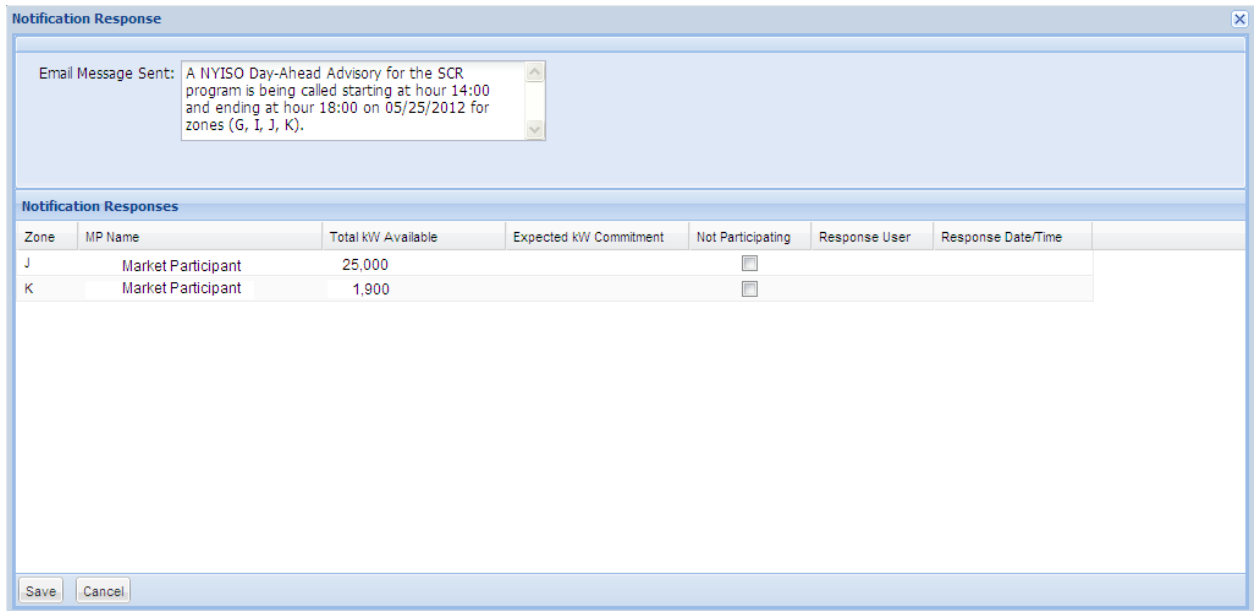 Notification Response
Email Message Sent:
A NYISO Day-Ahead Advisory for the SCR
program is being called starting at hour 14:00
and ending at hour 18:00 on 05/25/2012 for
zones (G, I, J, K).
Notification Responses
Zone MP Name Total kW Available Expected kW Commitment Not Participating Response User Response Date/Time
J Market Participant 25,000
K Market Participant 1,900
Save Cancel